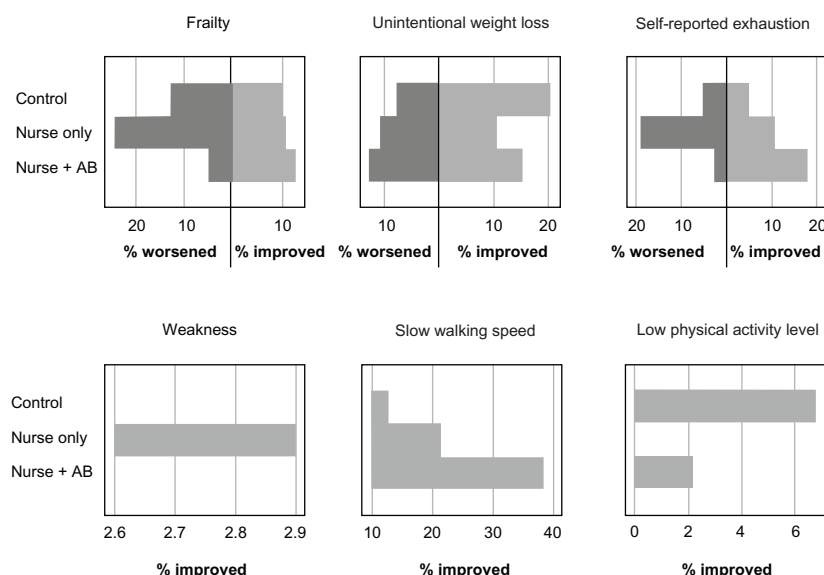 Frailty
Unintentional weight loss
Self-reported exhaustion
Control
Nurse only
Nurse + AB
20 10 10
10 10 20
20 10 10 20
% worsened % improved
% worsened % improved
% worsened % improved
Weakness
Slow walking speed
Low physical activity level
Control
Nurse only
Nurse + AB
2.6 2.7 2.8 2.9
10 20 30 40
0 2 4 6
% improved
% improved
% improved